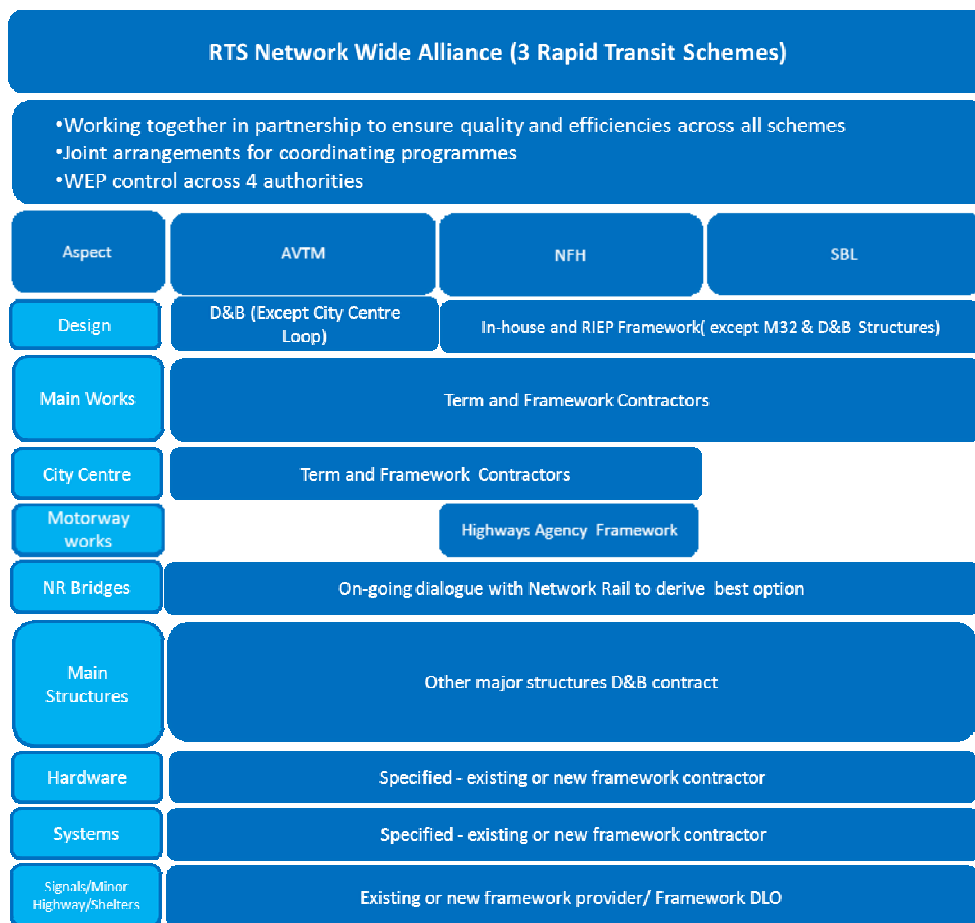 RTS Network Wide Alliance (3 Rapid Transit Schemes)
•Working together in partnership to ensure quality and efficiencies across all schemes
•Joint arrangements for coordinating programmes
•WEP control across 4 authorities
Aspect
AVTM
NFH
SBL
Design
D&B (Except City Centre
Loop)
In-house and RIEP Framework( except M32 & D&B Structures)
Main Works
Term and Framework Contractors
City Centre
Term and Framework Contractors
Motorway
works
Highways Agency Framework
NR Bridges
On-going dialogue with Network Rail to derive best option
Main
Structures
Other major structures D&B contract
Hardware
Specified - existing or new framework contractor
Systems
Specified - existing or new framework contractor
Signals/Minor
Highway/Shelters
Existing or new framework provider/ Framework DLO